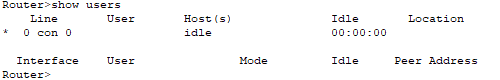 Router>show users
    Line       User       Host(s)              Idle       Location
*  0 con 0                idle                 00:00:00

  Interface    User               Mode         Idle     Peer Address
Router>